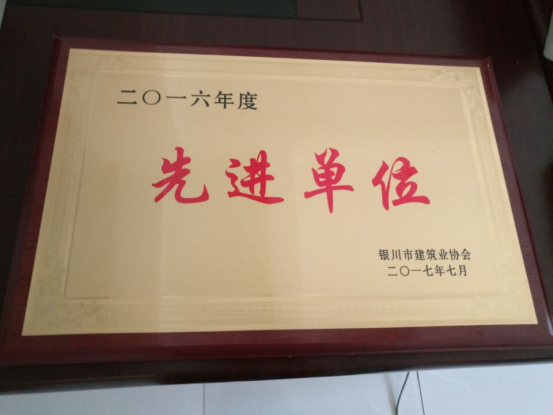 二〇一六年度
先进单位
银川市建筑业协会
二〇一七年七月